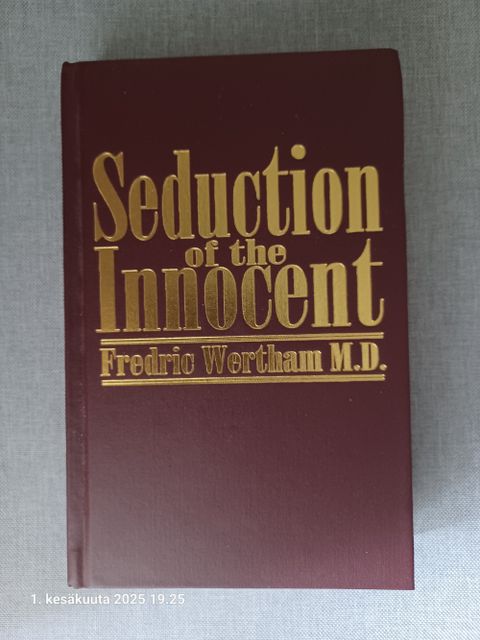 Seduction
of the
Innocent
Fredric Wertham M.D.
1. kesäkuuta 2025 19.25